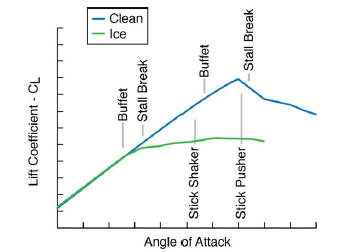 Clean
Ice
Lift Coefficient - CL
Buffet
Stall Break
Buffet
Stall Break
Stick Shaker
Stick Pusher
Angle of Attack